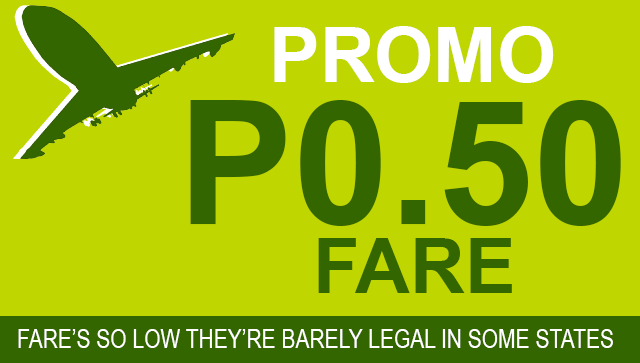 PROMO
P0.50
FARE
FARE’S SO LOW THEY’RE BARELY LEGAL IN SOME STATES